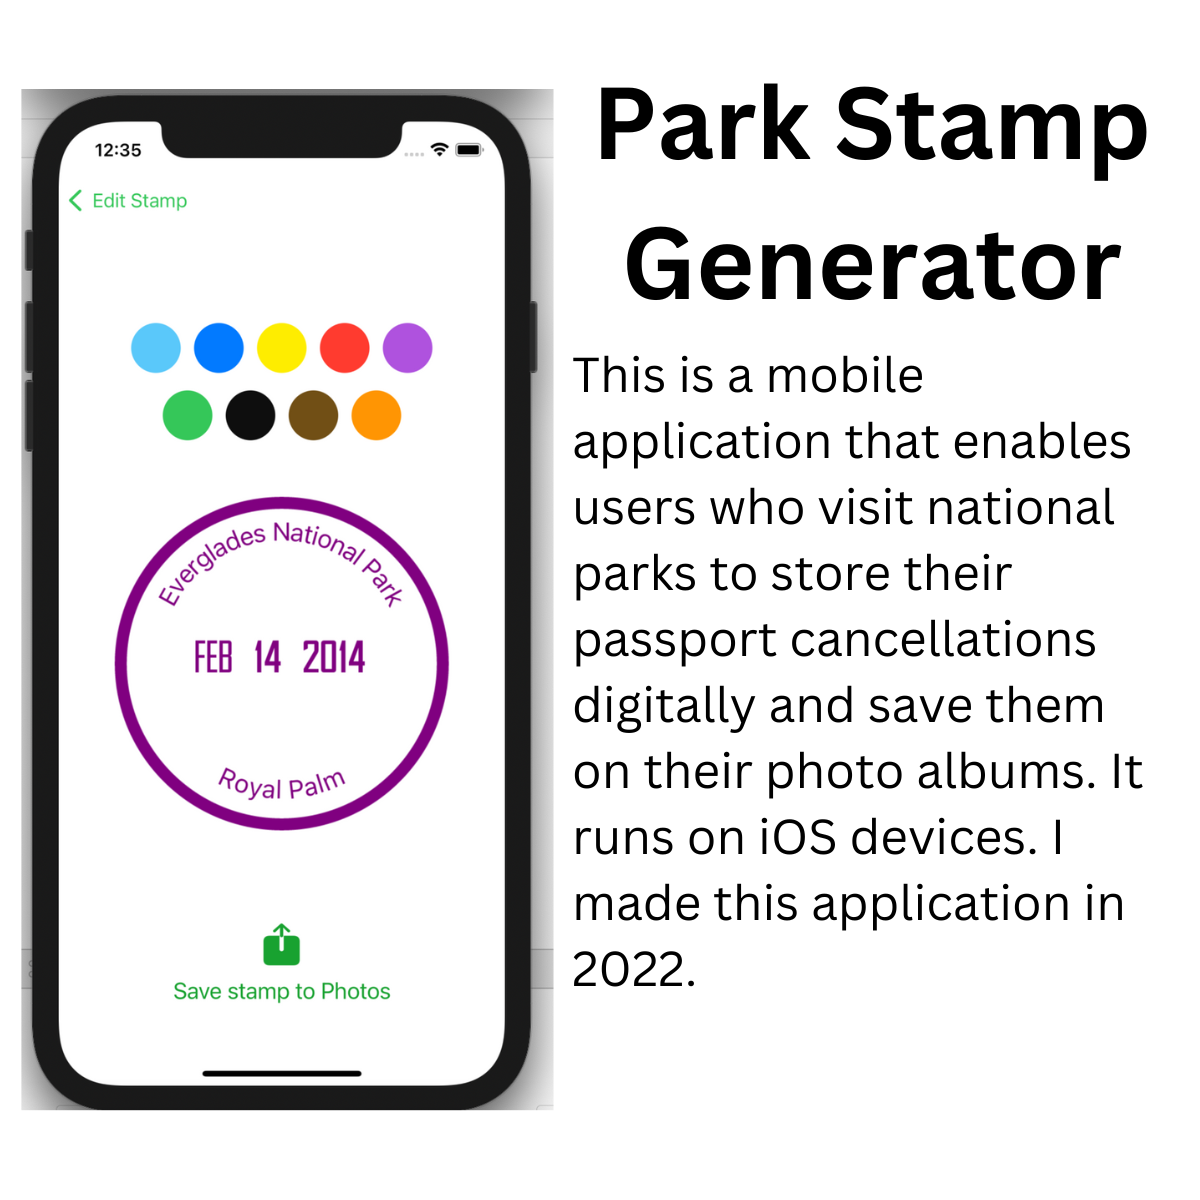 12:35
Edit Stamp
Everglades National Park
FEB 14 2014
Royal Palm
Save stamp to Photos
Park Stamp
Generator
This is a mobile
application that enables
users who visit national
parks to store their
passport cancellations
digitally and save them
on their photo albums. It
runs on iOS devices. I
made this application in
2022.